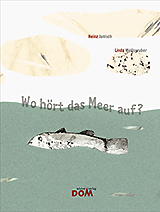 Heinz Janisch
Linda Wolfsgruber
Wo hört das Meer auf?
DOM